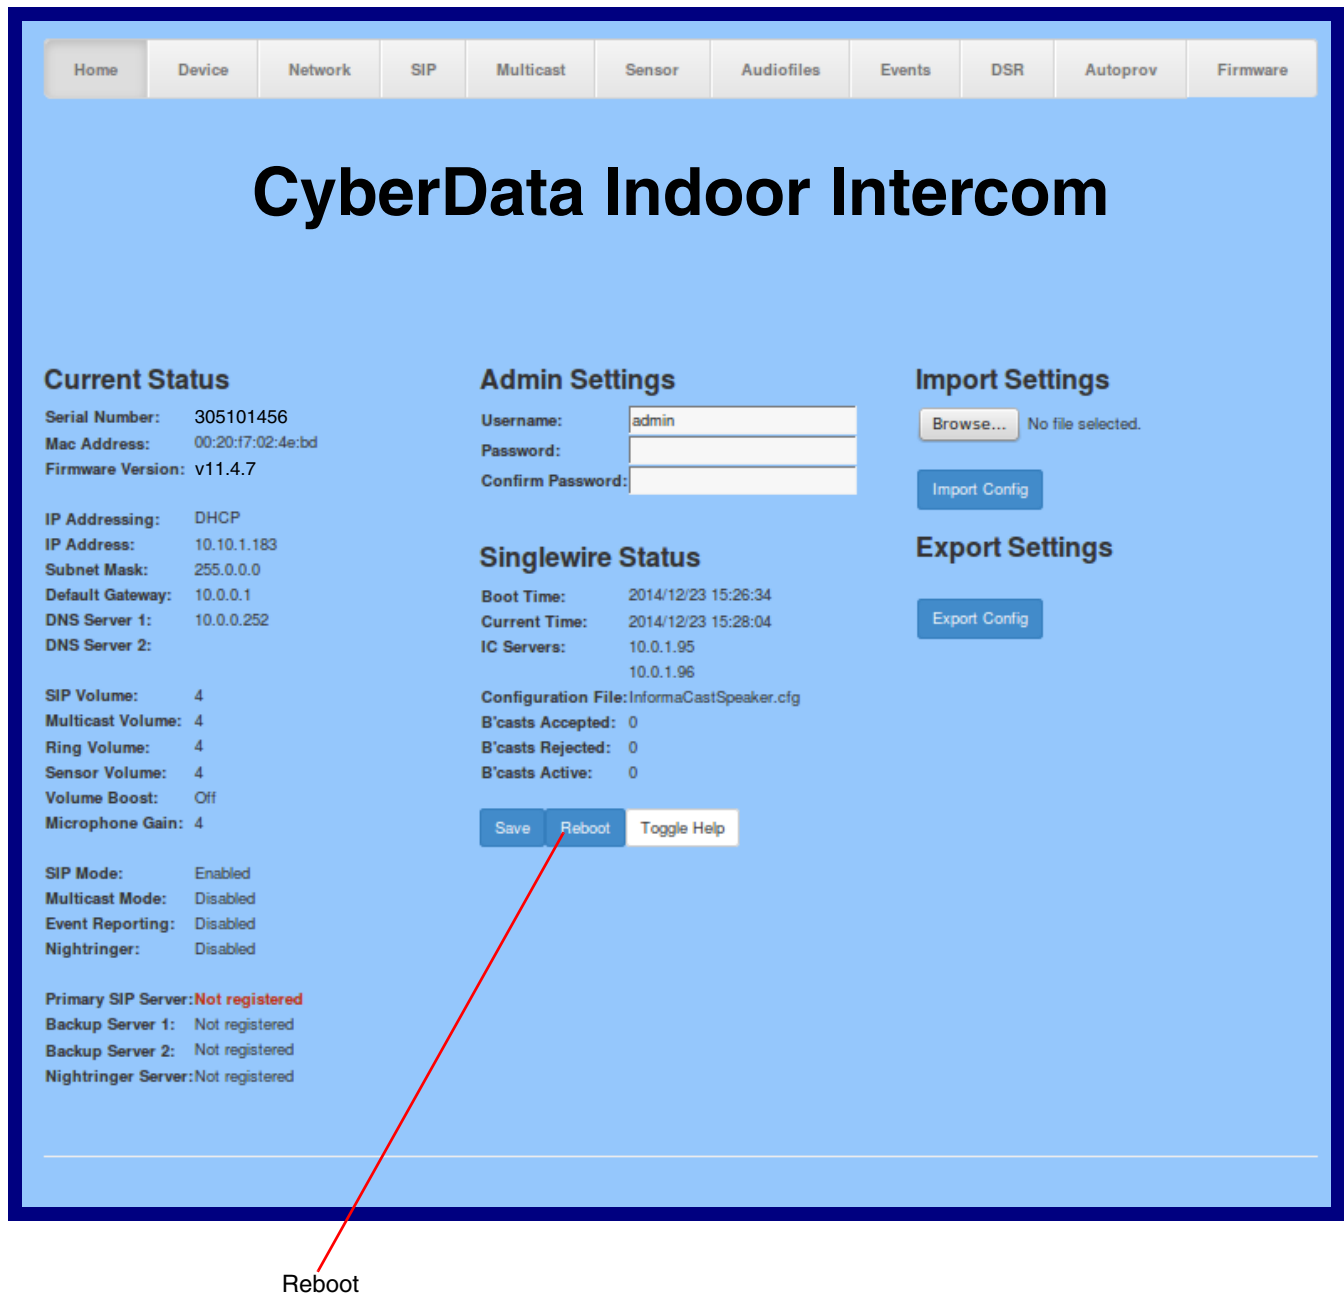 Home Device Network SIP Multicast Sensor Audiofiles Events DSR Autoprov Firmware
CyberData Indoor Intercom
Current Status
Serial Number: 305101456
Mac Address: 00:20:f7:02:4e:bd
Firmware Version: v11.4.7
IP Addressing: DHCP
IP Address: 10.10.1.183
Subnet Mask: 255.0.0.0
Default Gateway: 10.0.0.1
DNS Server 1: 10.0.0.252
DNS Server 2:
SIP Volume: 4
Multicast Volume: 4
Ring Volume: 4
Sensor Volume: 4
Volume Boost: Off
Microphone Gain: 4
SIP Mode: Enabled
Multicast Mode: Disabled
Event Reporting: Disabled
Nightringer: Disabled
Primary SIP Server: Not registered
Backup Server 1: Not registered
Backup Server 2: Not registered
Nightringer Server: Not registered
Admin Settings
Username: admin
Password:
Confirm Password:
Singlewire Status
Boot Time: 2014/12/23 15:26:34
Current Time: 2014/12/23 15:28:04
IC Servers: 10.0.1.95
10.0.1.96
Configuration File: InformaCastSpeaker.cfg
B'casts Accepted: 0
B'casts Rejected: 0
B'casts Active: 0
Save Reboot Toggle Help
Import Settings
Browse... No file selected.
Import Config
Export Settings
Export Config
Reboot